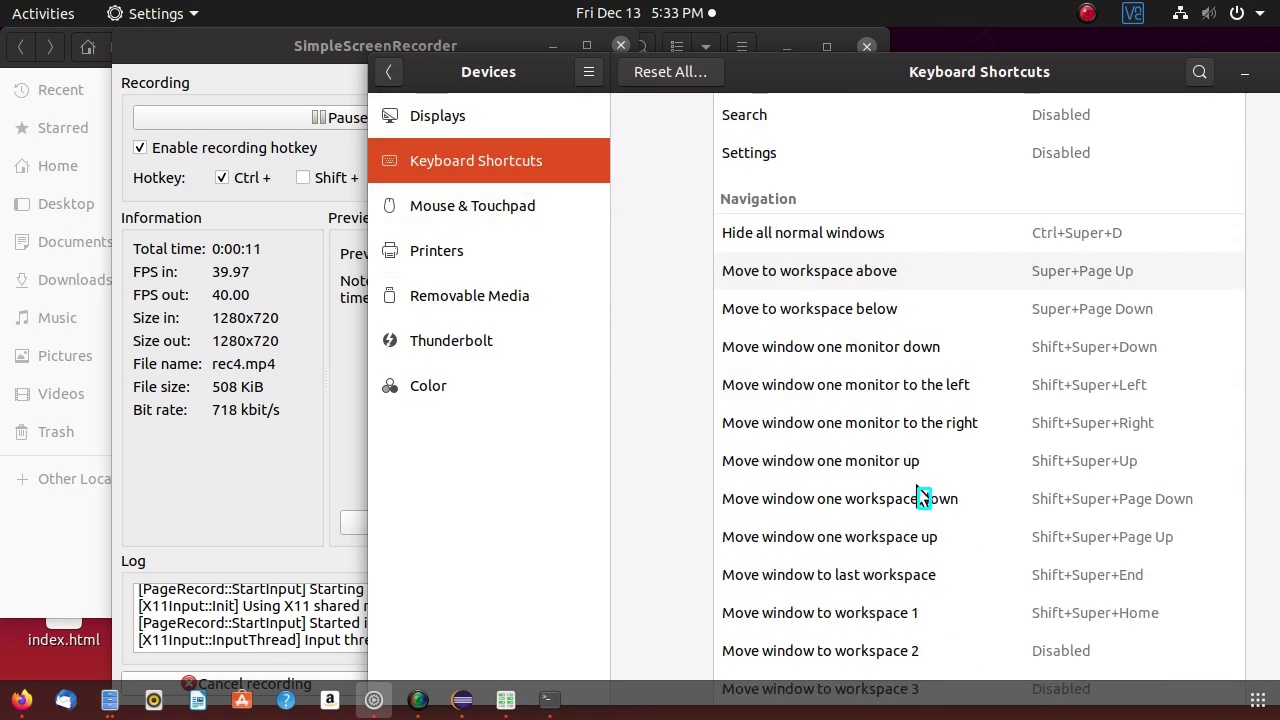 Activities
Settings
Fri Dec 13 5:33 PM
SimpleScreenRecorder
Recent
Starred
Home
Desktop
Documents
Downloads
Music
Pictures
Videos
Trash
Other Loca
index.html
Recording
Pause
Enable recording hotkey
Hotkey: Ctrl + Shift +
Information
Total time: 0:00:11
FPS in: 39.97
FPS out: 40.00
Size in: 1280x720
Size out: 1280x720
File name: rec4.mp4
File size: 508 KiB
Bit rate: 718 kbit/s
Previe
Prev
Note
time
Log
[PageRecord::StartInput] Starting
[X11Input::Init] Using X11 shared
[PageRecord::StartInput] Started i
[X11Input::InputThread] Input thre
Cancel recording
Devices
Displays
Keyboard Shortcuts
Mouse & Touchpad
Printers
Removable Media
Thunderbolt
Color
Reset All...
Keyboard Shortcuts
Search Disabled
Settings Disabled
Navigation
Hide all normal windows Ctrl+Super+D
Move to workspace above Super+Page Up
Move to workspace below Super+Page Down
Move window one monitor down Shift+Super+Down
Move window one monitor to the left Shift+Super+Left
Move window one monitor to the right Shift+Super+Right
Move window one monitor up Shift+Super+Up
Move window one workspace down Shift+Super+Page Down
Move window one workspace up Shift+Super+Page Up
Move window to last workspace Shift+Super+End
Move window to workspace 1 Shift+Super+Home
Move window to workspace 2 Disabled
Move window to workspace 3 Disabled